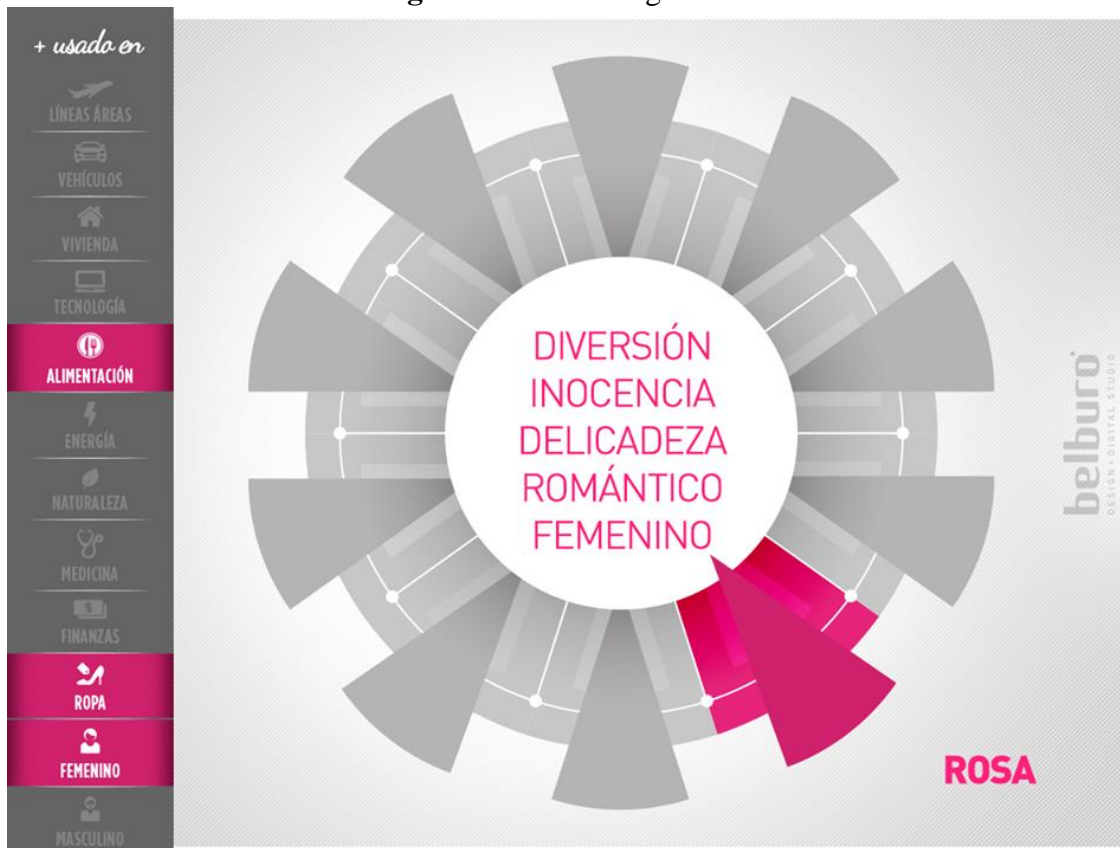 + usado en
LÍNEAS ÁREAS
VEHÍCULOS
VIVIENDA
TECNOLOGÍA
ALIMENTACIÓN
ENERGÍA
NATURALEZA
MEDICINA
FINANZAS
ROPA
FEMENINO
MASCULINO
DIVERSIÓN
INOCENCIA
DELICADEZA
ROMÁNTICO
FEMENINO
ROSA
belburo
DESIGN + DIGITAL STUDIO